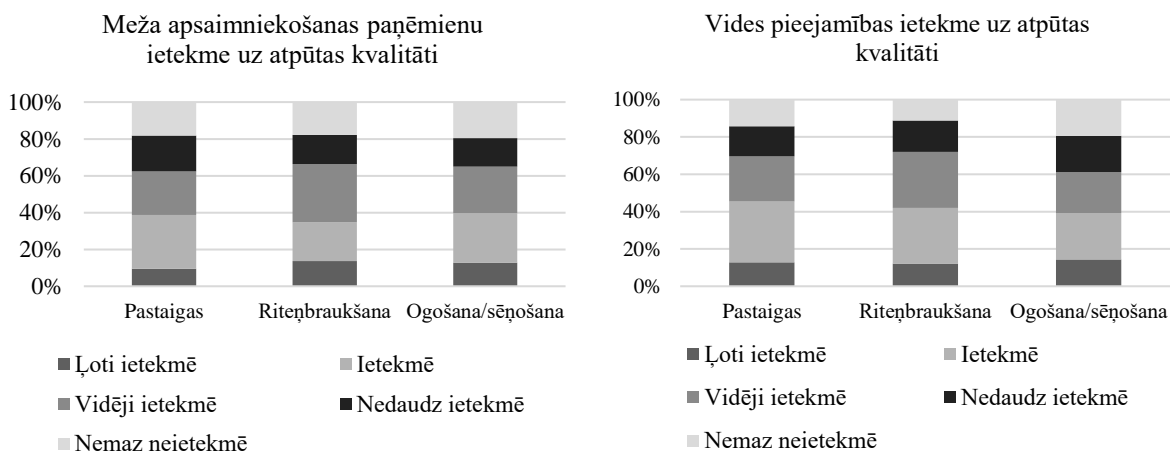 Meža apsaimniekošanas paņēmienu
ietekme uz atpūtas kvalitāti
100%
80%
60%
40%
20%
0%
Pastaigas
Riteņbraukšana
Ogošana/sēņošana
Ļoti ietekmē
Ietekmē
Vidēji ietekmē
Nedaudz ietekmē
Nemaz neietekmē
Vides pieejamības ietekme uz atpūtas
kvalitāti
100%
80%
60%
40%
20%
0%
Pastaigas
Riteņbraukšana
Ogošana/sēņošana
Ļoti ietekmē
Ietekmē
Vidēji ietekmē
Nedaudz ietekmē
Nemaz neietekmē